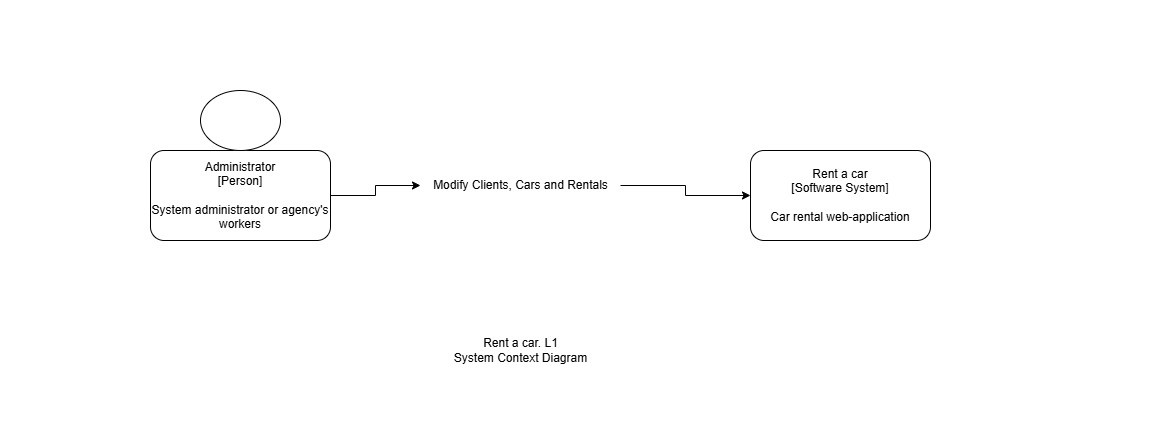 Administrator
[Person]
System administrator or agency's
workers
Modify Clients, Cars and Rentals
Rent a car
[Software System]
Car rental web-application
Rent a car. L1
System Context Diagram